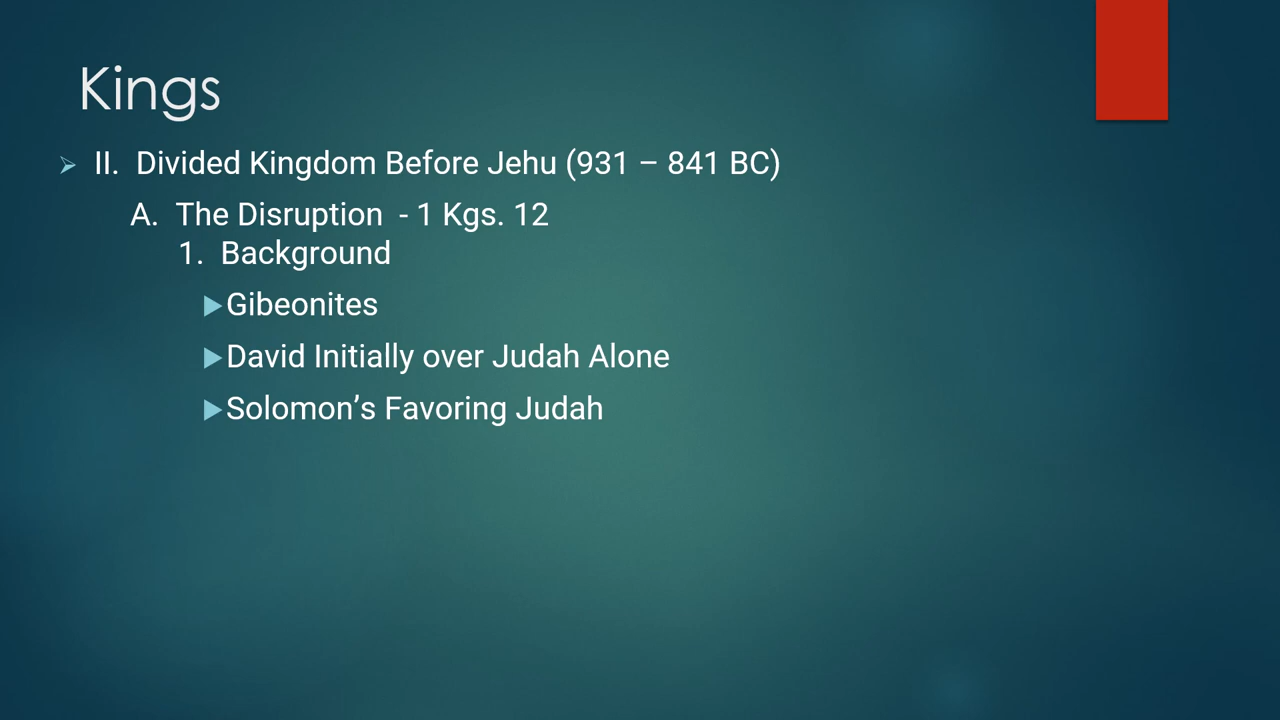 Kings
II. Divided Kingdom Before Jehu (931 – 841 BC)
A. The Disruption - 1 Kgs. 12
1. Background
Gibeonites
David Initially over Judah Alone
Solomon’s Favoring Judah